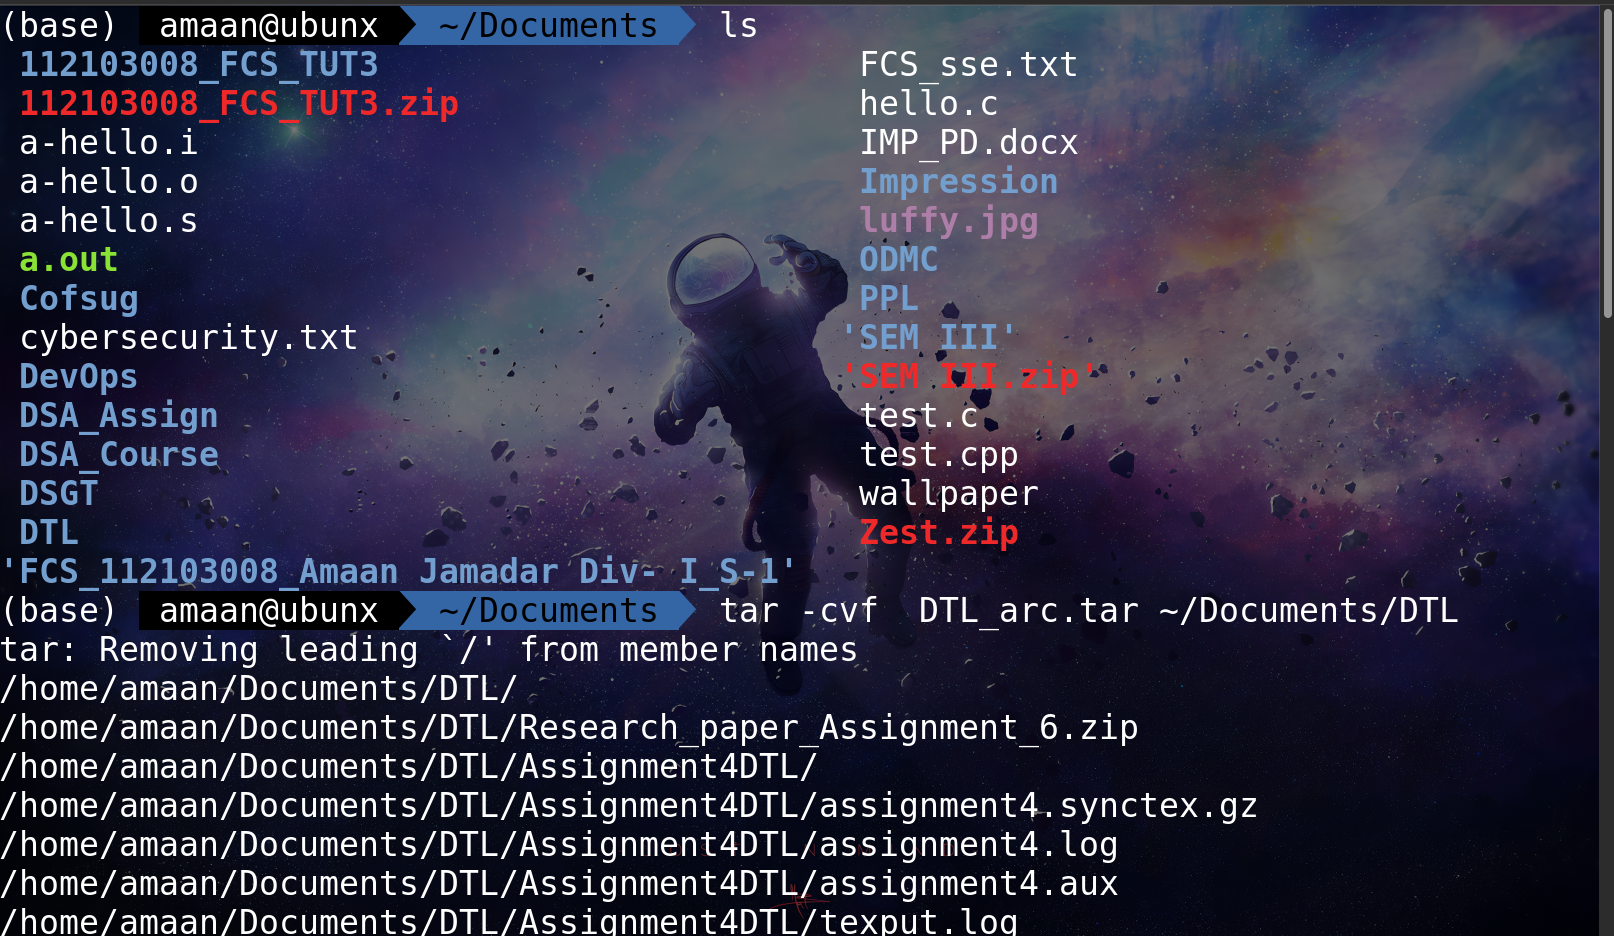 (base) amaan@ubunx ~/Documents ls
112103008_FCS_TUT3 FCS_sse.txt
112103008_FCS_TUT3.zip hello.c
a-hello.i IMP_PD.docx
a-hello.o Impression
a-hello.s luffy.jpg
a.out ODMC
Cofsug PPL
cybersecurity.txt 'SEM III'
DevOps 'SEM III.zip'
DSA_Assign test.c
DSA_Course test.cpp
DSGT wallpaper
DTL Zest.zip
'FCS_112103008_Amaan Jamadar Div- I_S-1'
(base) amaan@ubunx ~/Documents tar -cvf  DTL_arc.tar ~/Documents/DTL
tar: Removing leading `/' from member names
/home/amaan/Documents/DTL/
/home/amaan/Documents/DTL/Research_paper_Assignment_6.zip
/home/amaan/Documents/DTL/Assignment4DTL/
/home/amaan/Documents/DTL/Assignment4DTL/assignment4.synctex.gz
/home/amaan/Documents/DTL/Assignment4DTL/assignment4.log
/home/amaan/Documents/DTL/Assignment4DTL/assignment4.aux
/home/amaan/Documents/DTL/Assignment4DTL/texput.log